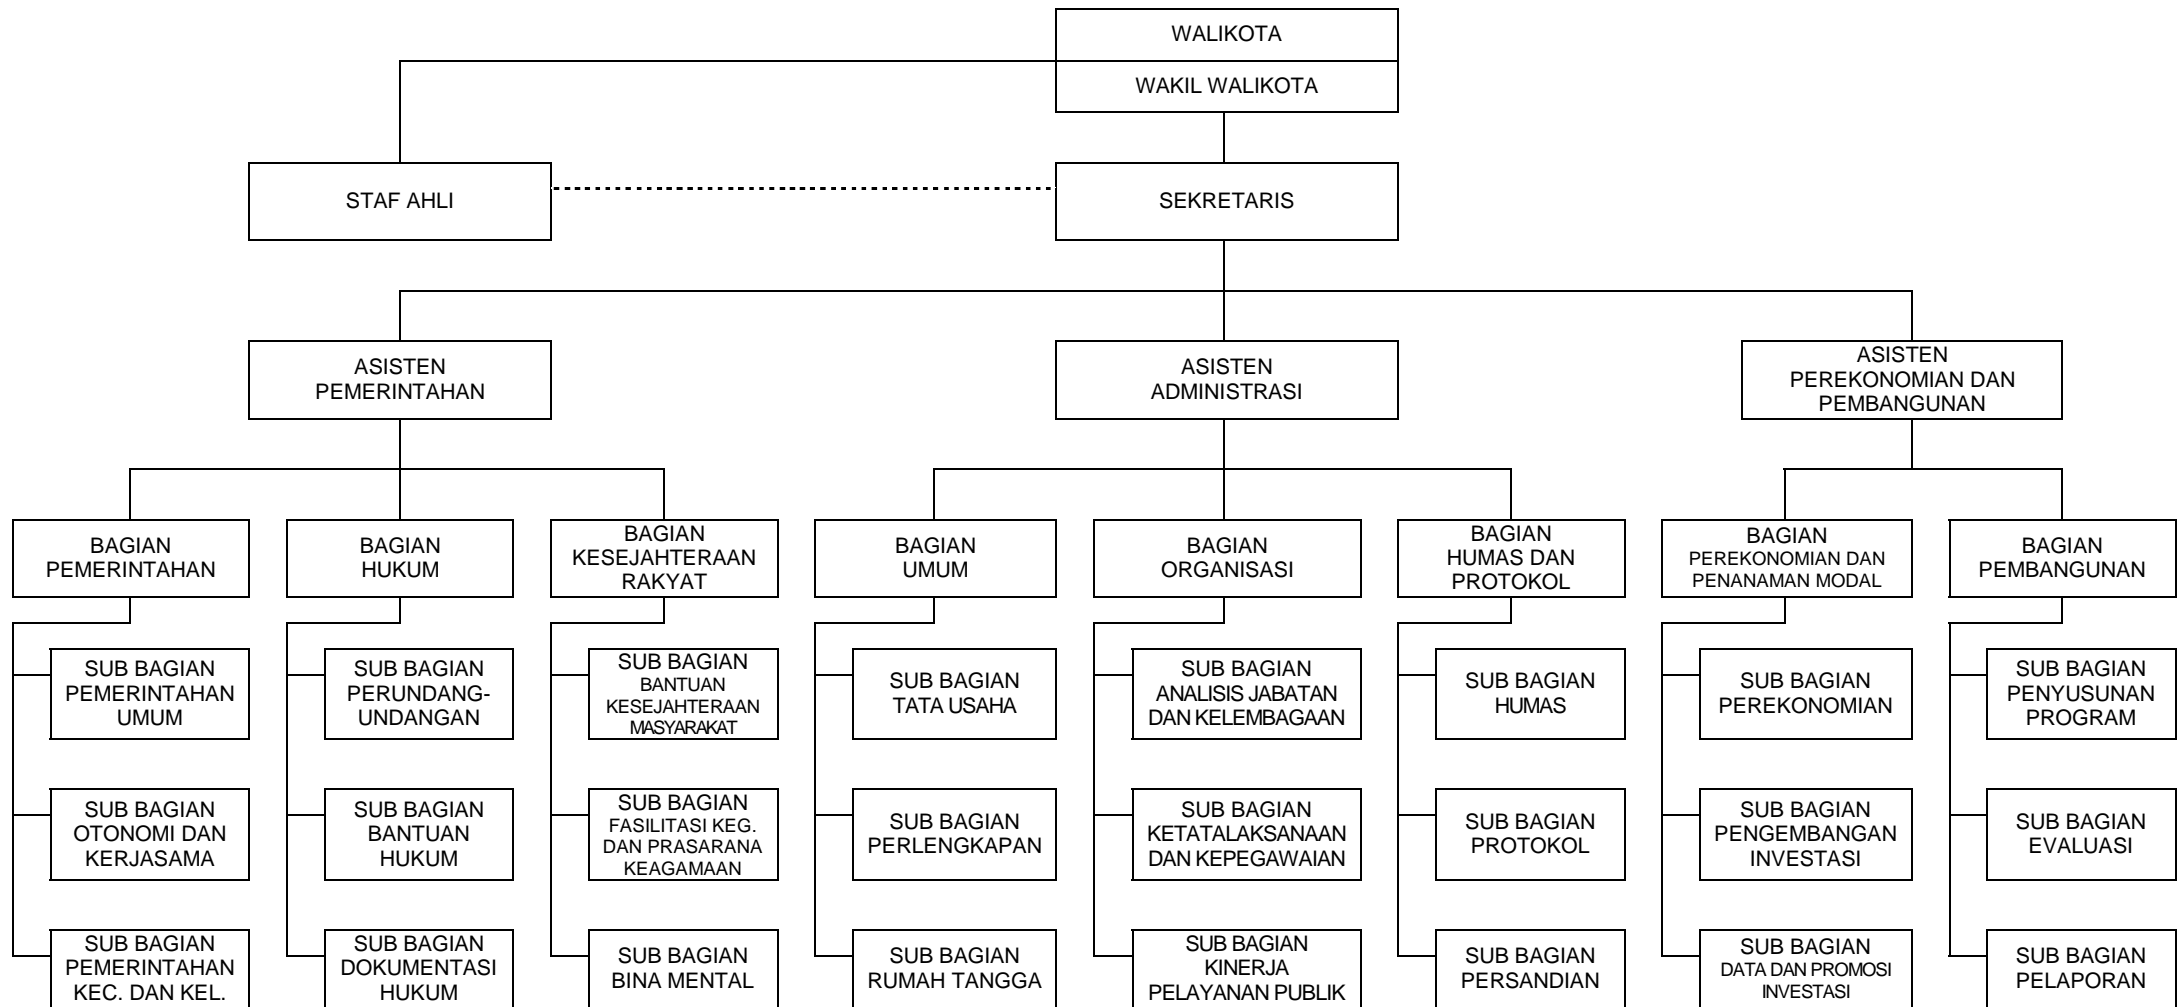 WALIKOTA
WAKIL WALIKOTA
STAF AHLI
SEKRETARIS
ASISTEN
PEMERINTAHAN
ASISTEN
ADMINISTRASI
ASISTEN
PEREKONOMIAN DAN
PEMBANGUNAN
BAGIAN
PEMERINTAHAN
BAGIAN
HUKUM
BAGIAN
KESEJAHTERAAN
RAKYAT
BAGIAN
UMUM
BAGIAN
ORGANISASI
BAGIAN
HUMAS DAN
PROTOKOL
BAGIAN
PEREKONOMIAN DAN
PENANAMAN MODAL
BAGIAN
PEMBANGUNAN
SUB BAGIAN
PEMERINTAHAN
UMUM
SUB BAGIAN
PERUNDANG-
UNDANGAN
SUB BAGIAN
BANTUAN
KESEJAHTERAAN
MASYARAKAT
SUB BAGIAN
TATA USAHA
SUB BAGIAN
ANALISIS JABATAN
DAN KELEMBAGAAN
SUB BAGIAN
HUMAS
SUB BAGIAN
PEREKONOMIAN
SUB BAGIAN
PENYUSUNAN
PROGRAM
SUB BAGIAN
OTONOMI DAN
KERJASAMA
SUB BAGIAN
BANTUAN
HUKUM
SUB BAGIAN
FASILITASI KEG.
DAN PRASARANA
KEAGAMAAN
SUB BAGIAN
PERLENGKAPAN
SUB BAGIAN
KETATALAKSANAAN
DAN KEPEGAWAIAN
SUB BAGIAN
PROTOKOL
SUB BAGIAN
PENGEMBANGAN
INVESTASI
SUB BAGIAN
EVALUASI
SUB BAGIAN
PEMERINTAHAN
KEC. DAN KEL.
SUB BAGIAN
DOKUMENTASI
HUKUM
SUB BAGIAN
BINA MENTAL
SUB BAGIAN
RUMAH TANGGA
SUB BAGIAN
KINERJA
PELAYANAN PUBLIK
SUB BAGIAN
PERSANDIAN
SUB BAGIAN
DATA DAN PROMOSI
INVESTASI
SUB BAGIAN
PELAPORAN